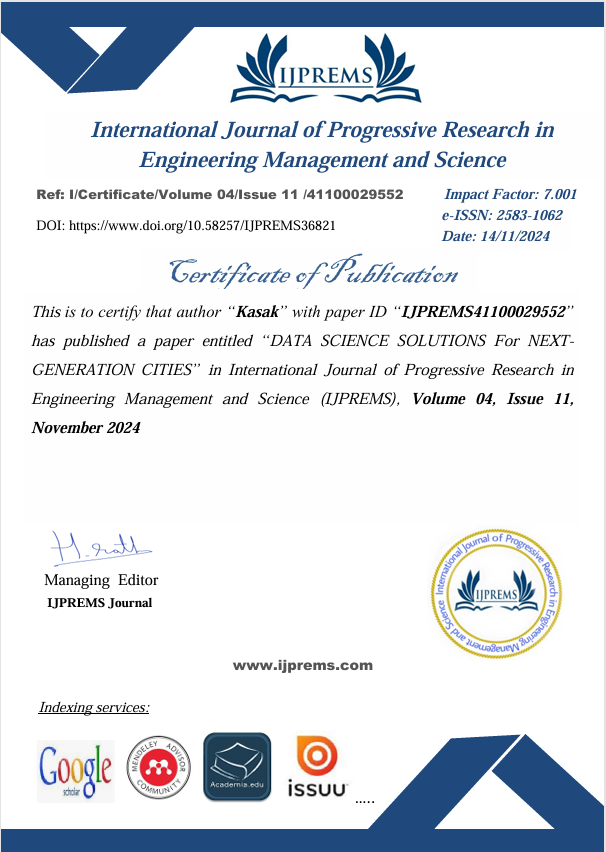 IJPREMS
International Journal of Progressive Research in
Engineering Management and Science
Ref: I/Certificate/Volume 04/Issue 11 /41100029552
Impact Factor: 7.001
DOI: https://www.doi.org/10.58257/IJPREMS36821
e-ISSN: 2583-1062
Date: 14/11/2024
Certificate of Publication
This is to certify that author “Kasak” with paper ID “IJPREMS41100029552”
has published a paper entitled “DATA SCIENCE SOLUTIONS For NEXT-
GENERATION CITIES” in International Journal of Progressive Research in
Engineering Management and Science (IJPREMS), Volume 04, Issue 11,
November 2024
Managing Editor
IJPREMS Journal
International Journal of Progressive Research in Engineering Management and Science
IJPREMS
www.ijprems.com
Indexing services:
Google
scholar
MENDELEY ADVISOR
COMMUNITY
Academia.edu
issuu
.....